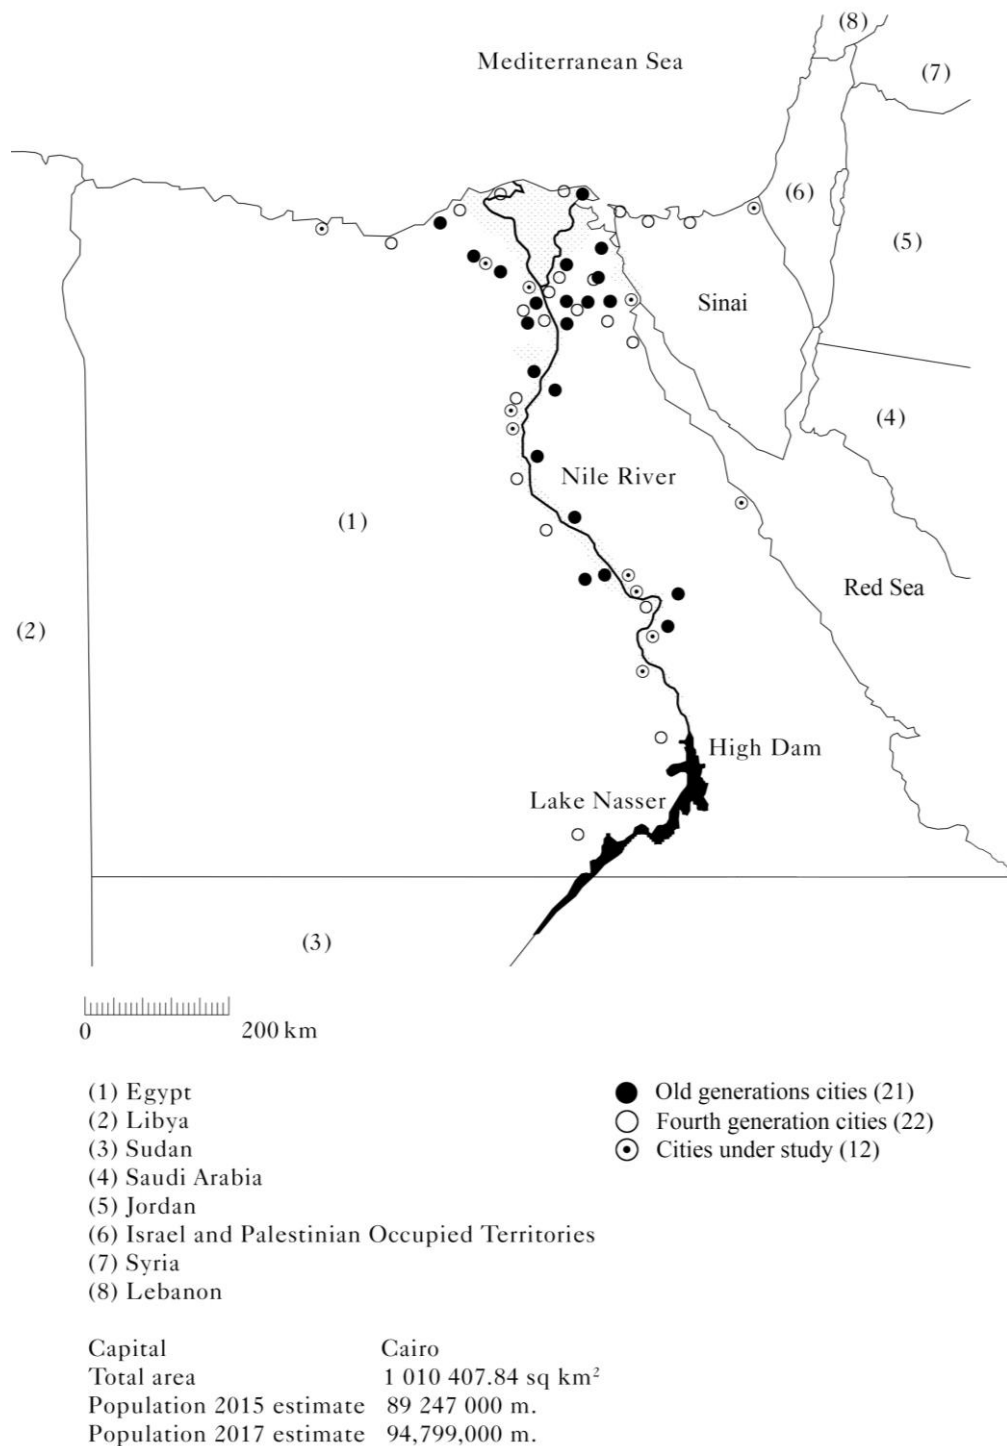 (8)
Mediterranean Sea
(7)
(6)
(5)
Sinai
(4)
Nile River
(1)
Red Sea
(2)
High Dam
Lake Nasser
(3)
0 200 km
(1) Egypt
(2) Libya
(3) Sudan
(4) Saudi Arabia
(5) Jordan
(6) Israel and Palestinian Occupied Territories
(7) Syria
(8) Lebanon
Old generations cities (21)
Fourth generation cities (22)
Cities under study (12)
Capital Cairo
Total area 1 010 407.84 sq km²
Population 2015 estimate 89 247 000 m.
Population 2017 estimate 94,799,000 m.